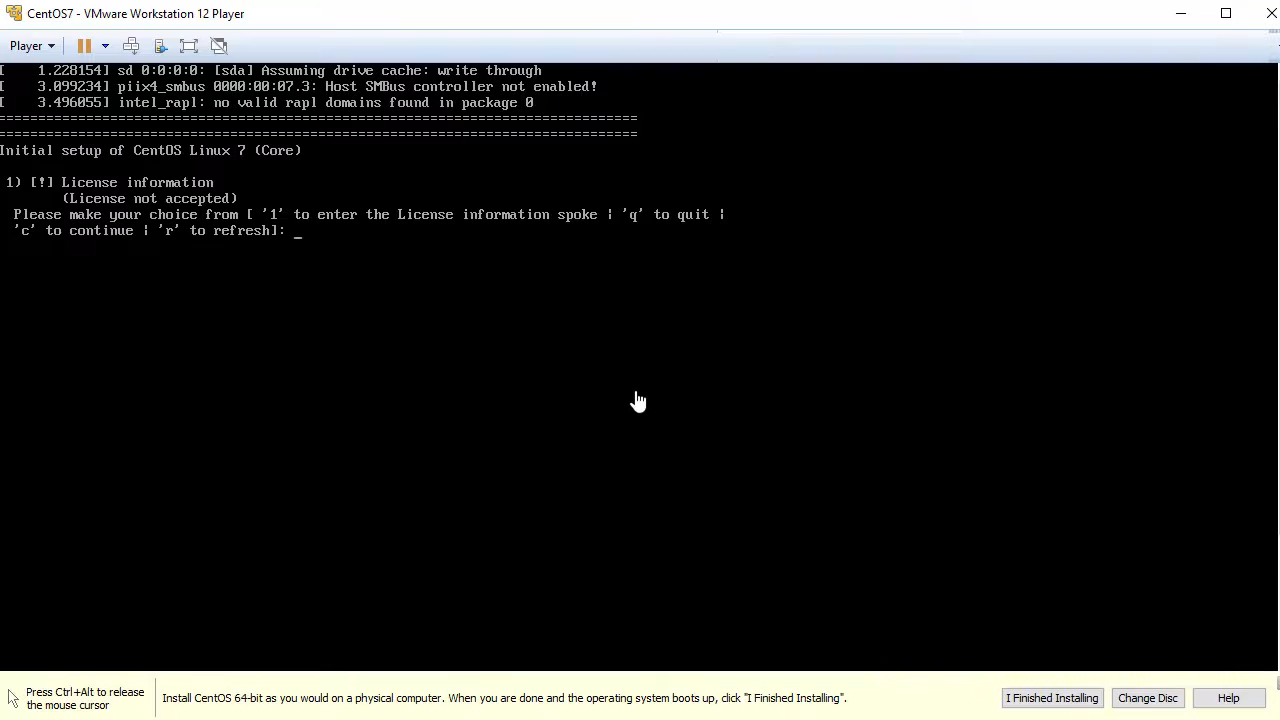 CentOS7 - VMware Workstation 12 Player
Player
[    1.228154] sd 0:0:0:0: [sda] Assuming drive cache: write through
[    3.099234] piix4_smbus 0000:00:07.3: Host SMBus controller not enabled!
[    3.496055] intel_rapl: no valid rapl domains found in package 0
================================================================================
================================================================================
Initial setup of CentOS Linux 7 (Core)
1) [!] License information
(License not accepted)
Please make your choice from [ '1' to enter the License information spoke | 'q' to quit |
'c' to continue | 'r' to refresh]: _
Press Ctrl+Alt to release
the mouse cursor
Install CentOS 64-bit as you would on a physical computer. When you are done and the operating system boots up, click "I Finished Installing".
I Finished Installing
Change Disc
Help